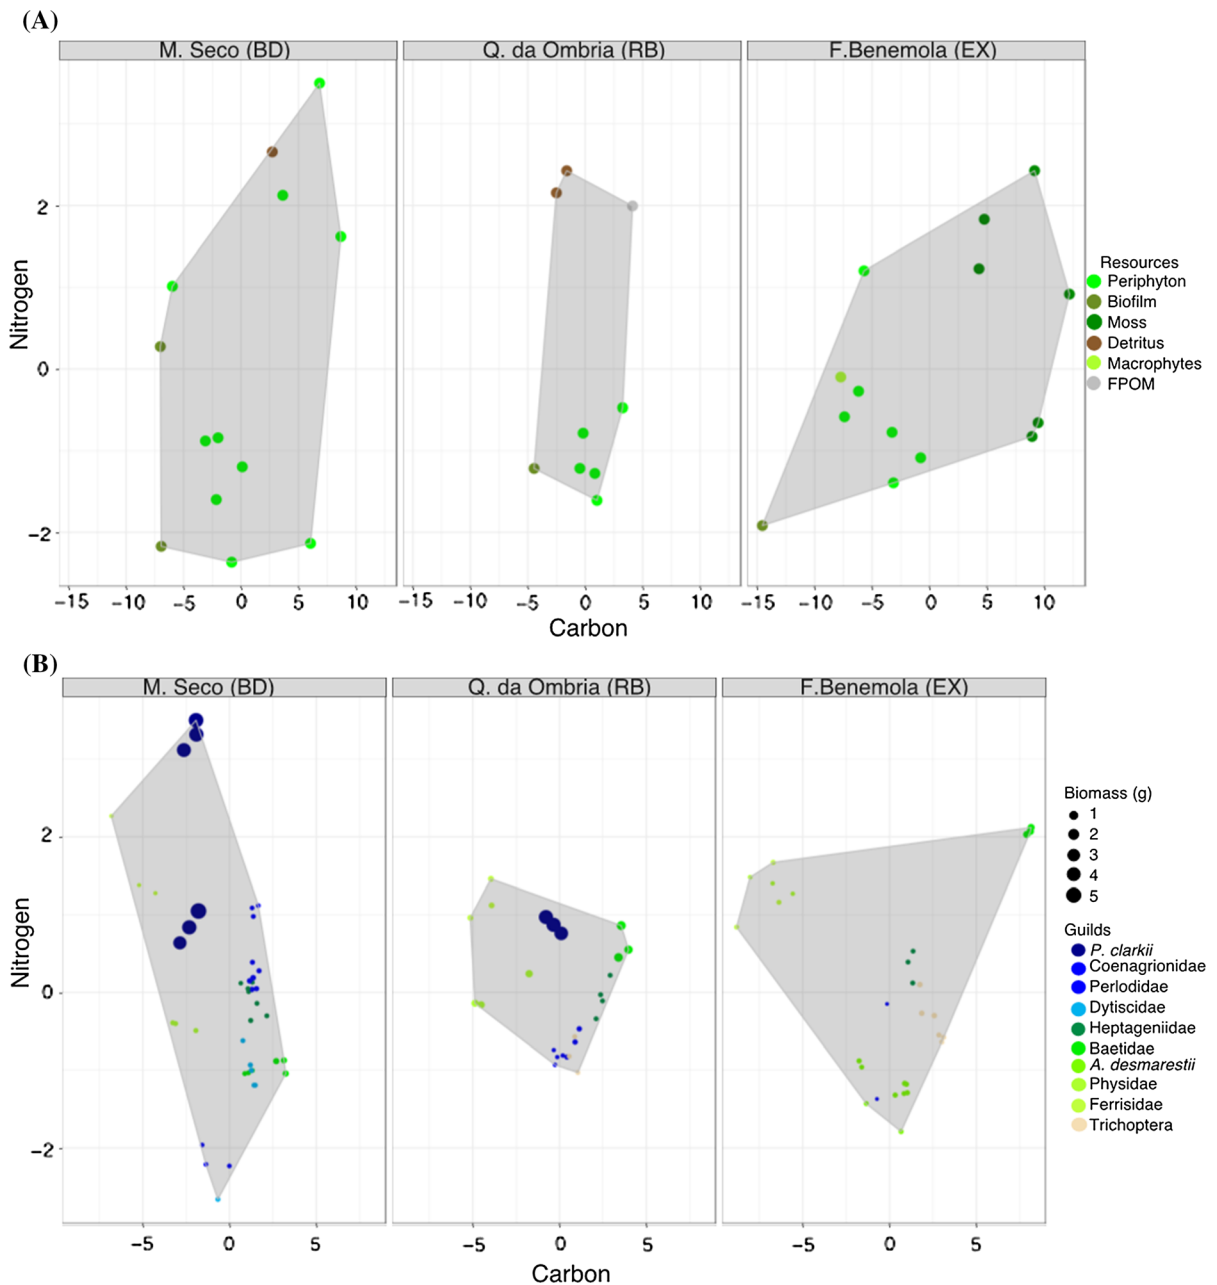 (A)
M. Seco (BD) Q. da Ombria (RB) F.Benemola (EX)
Nitrogen
2
0
−2
−15 −10 −5 0 5 10 −15 −10 −5 0 5 10 −15 −10 −5 0 5 10
Carbon
Resources
Periphyton
Biofilm
Moss
Detritus
Macrophytes
FPOM
(B)
M. Seco (BD) Q. da Ombria (RB) F.Benemola (EX)
Nitrogen
2
0
−2
−5 0 5 −5 0 5 −5 0 5
Carbon
Biomass (g)
1
2
3
4
5
Guilds
P. clarkii
Coenagrionidae
Perlodidae
Dytiscidae
Heptageniidae
Baetidae
A. desmarestii
Physidae
Ferrisidae
Trichoptera